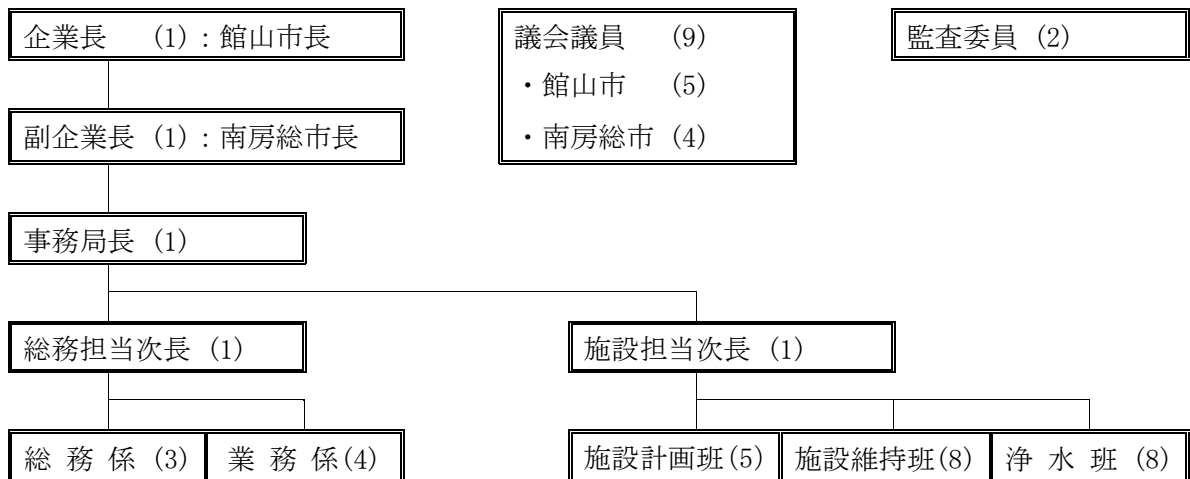 企業長 (1)：館山市長
議会議員 (9)
・館山市 (5)
・南房総市 (4)
監査委員 (2)
副企業長 (1)：南房総市長
事務局長 (1)
総務担当次長 (1)
施設担当次長 (1)
総 務 係 (3)
業 務 係(4)
施設計画班(5)
施設維持班(8)
浄 水 班 (8)